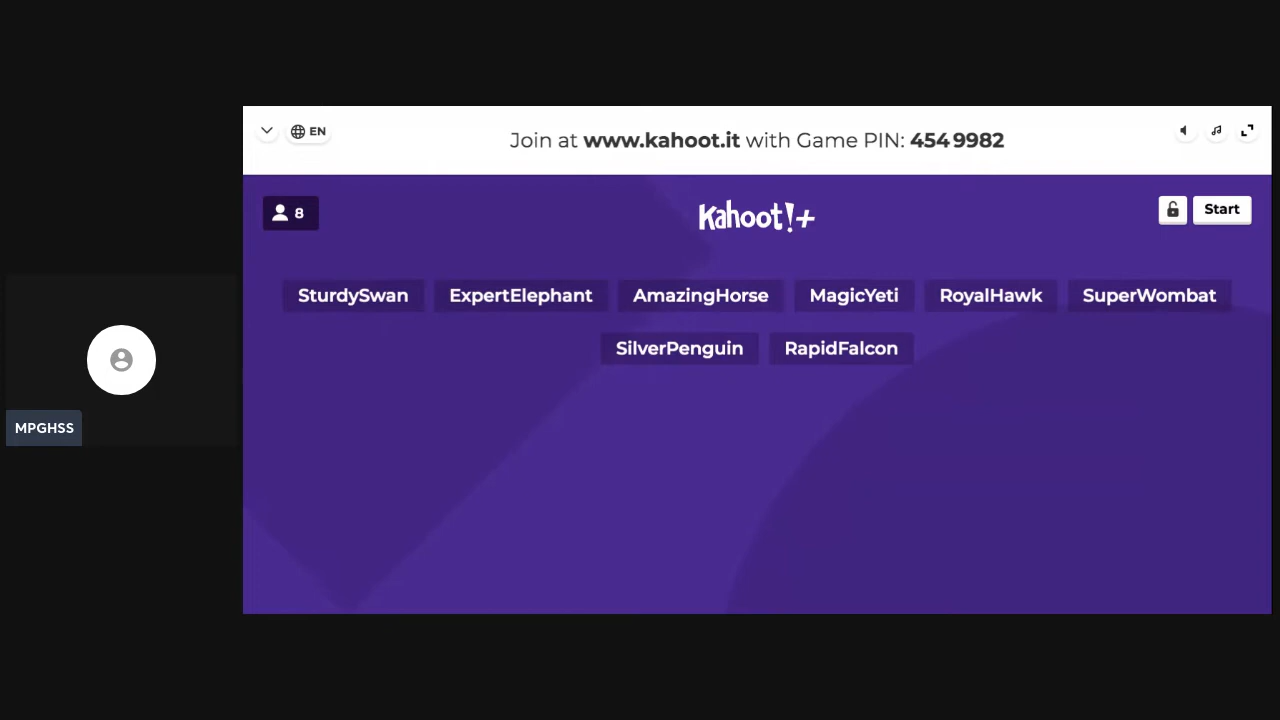 EN
Join at www.kahoot.it with Game PIN: 454 9982
8
Kahoot!+
Start
SturdySwan ExpertElephant AmazingHorse MagicYeti RoyalHawk SuperWombat
SilverPenguin RapidFalcon
MPGHSS